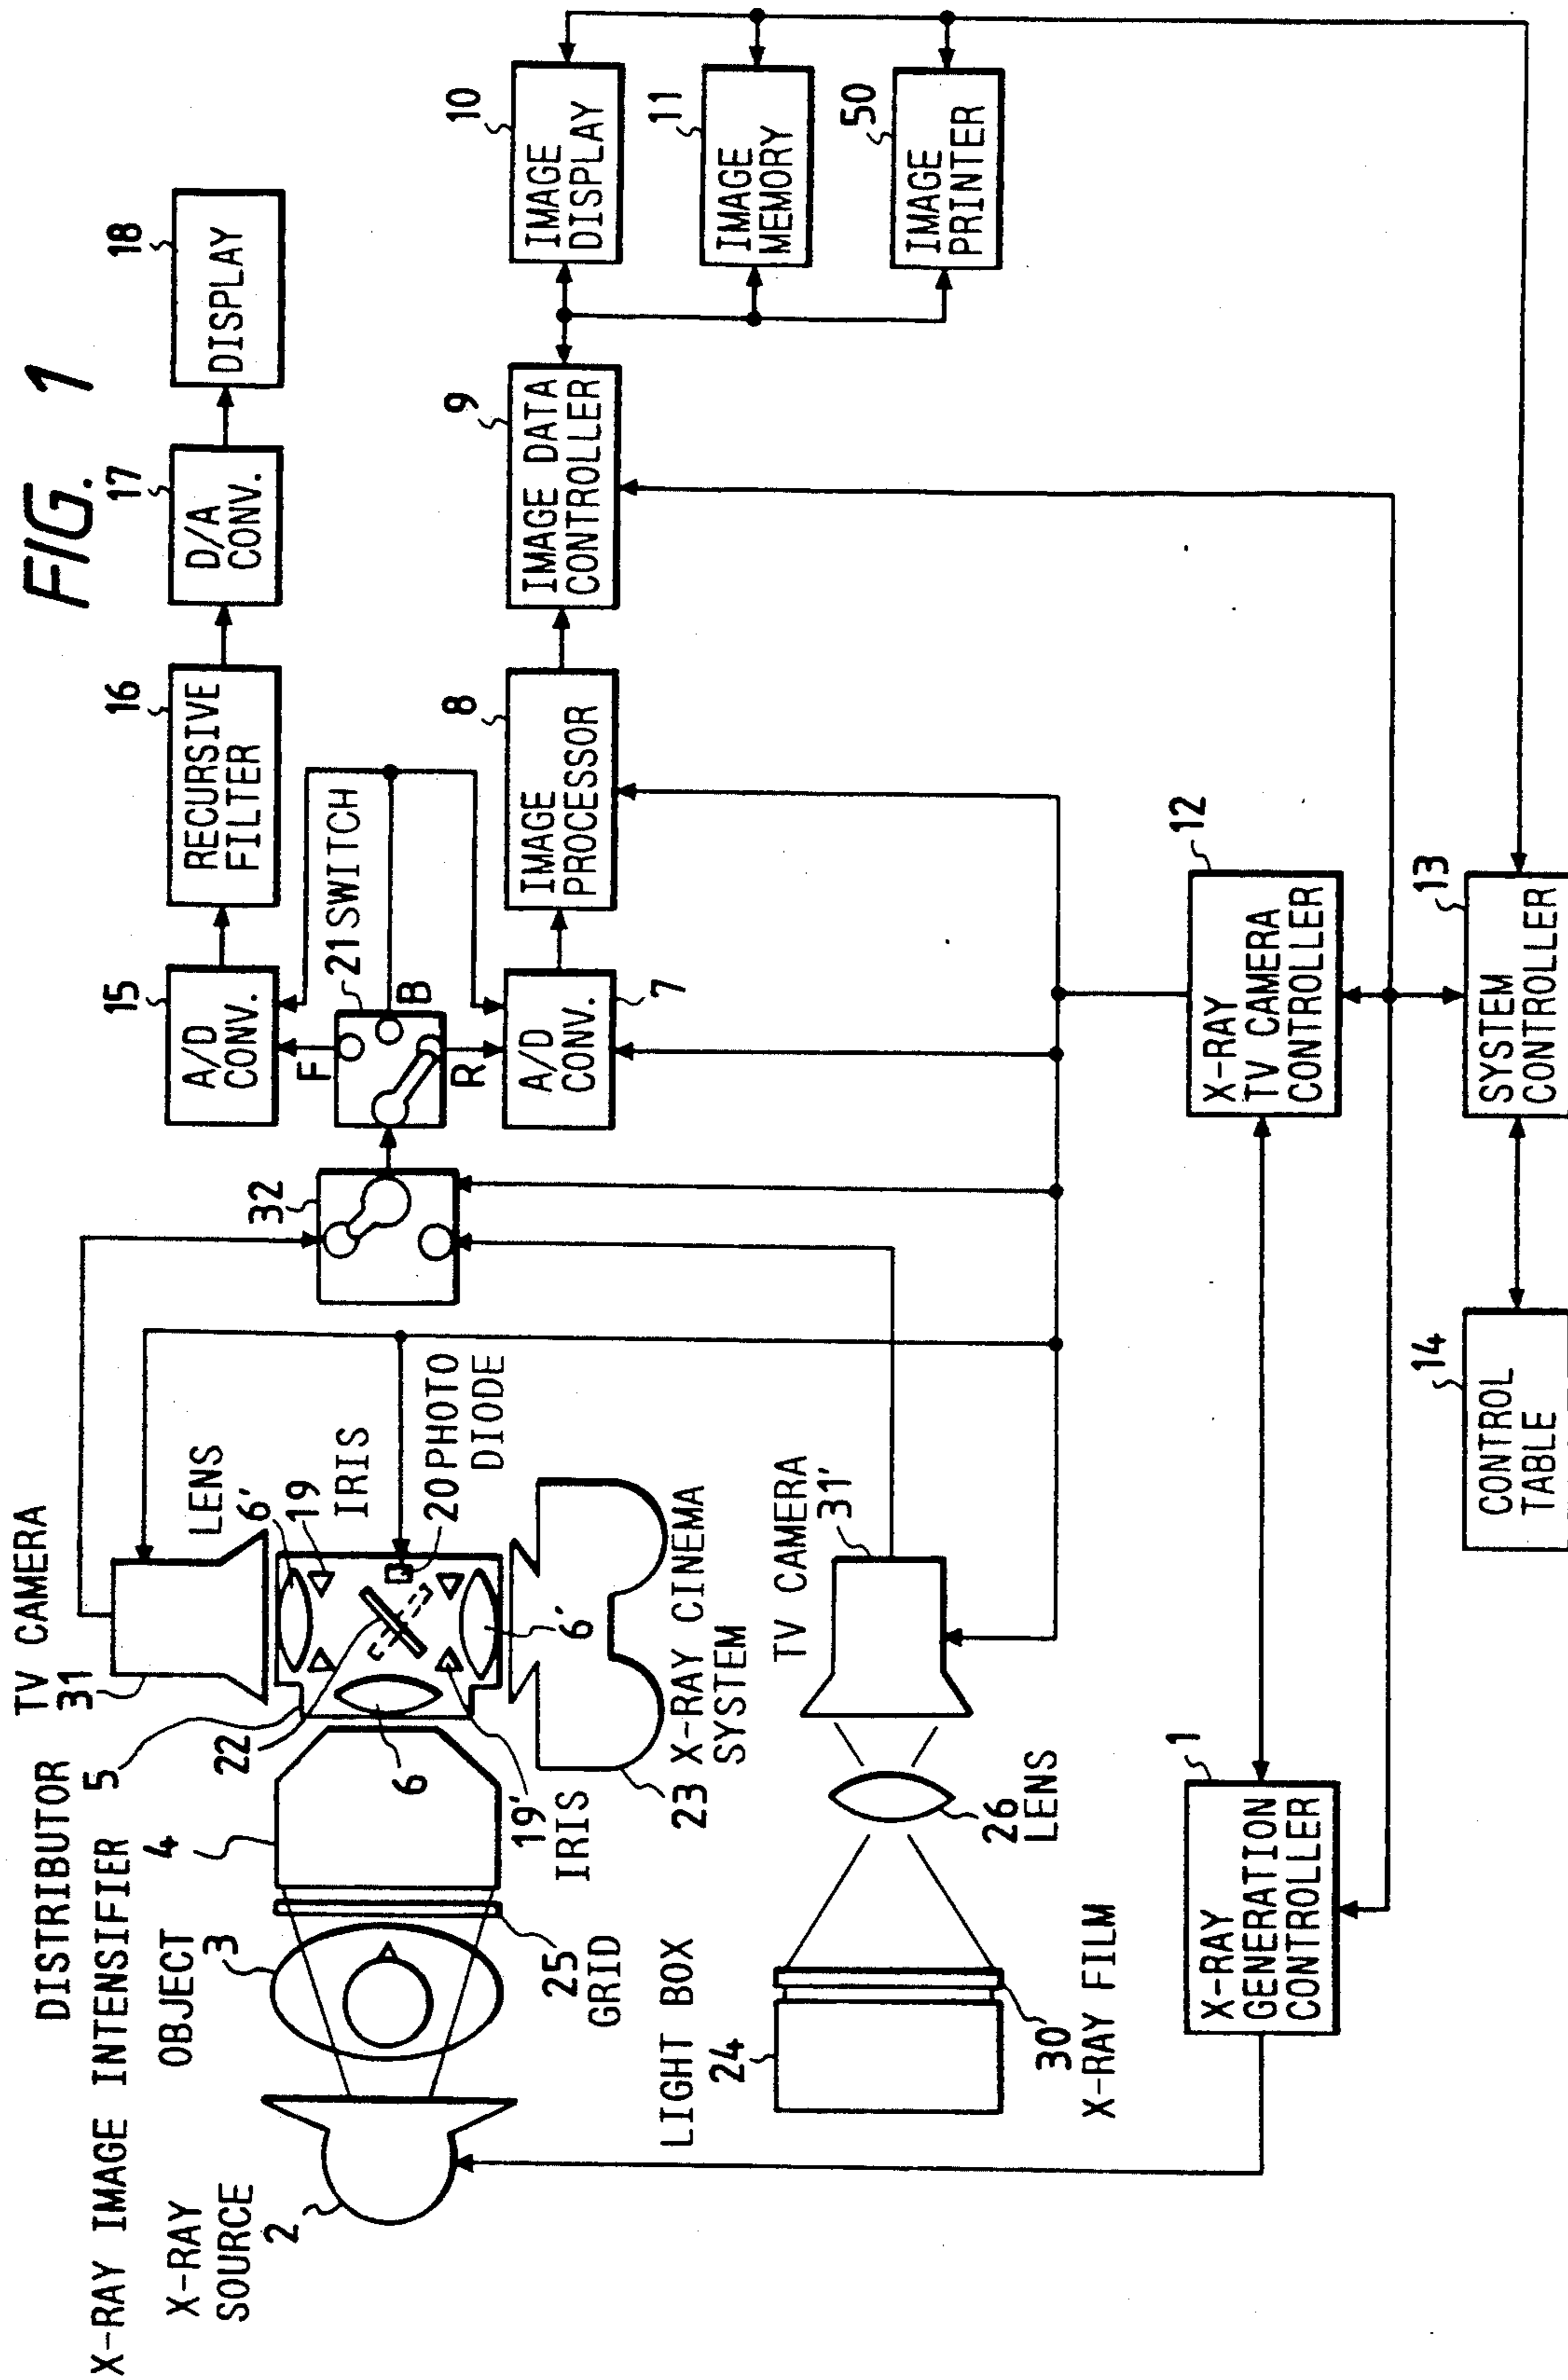 FIG. 1
DISTRIBUTOR
5
X-RAY IMAGE INTENSIFIER
4
OBJECT
3
X-RAY
SOURCE
2
TV CAMERA
31
LENS
6'
19
IRIS
20 PHOTO
DIODE
22
6
6'
19'
IRIS
25
GRID
23 X-RAY CINEMA
SYSTEM
32
21 SWITCH
F
B
R
15
A/D
CONV.
16
RECURSIVE
FILTER
17
D/A
CONV.
18
DISPLAY
7
A/D
CONV.
8
IMAGE
PROCESSOR
9
IMAGE DATA
CONTROLLER
10
IMAGE
DISPLAY
11
IMAGE
MEMORY
50
IMAGE
PRINTER
LIGHT BOX
24
30'
X-RAY FILM
26
LENS
TV CAMERA
31'
1
X-RAY
GENERATION
CONTROLLER
12
X-RAY
TV CAMERA
CONTROLLER
13
SYSTEM
CONTROLLER
14
CONTROL
TABLE